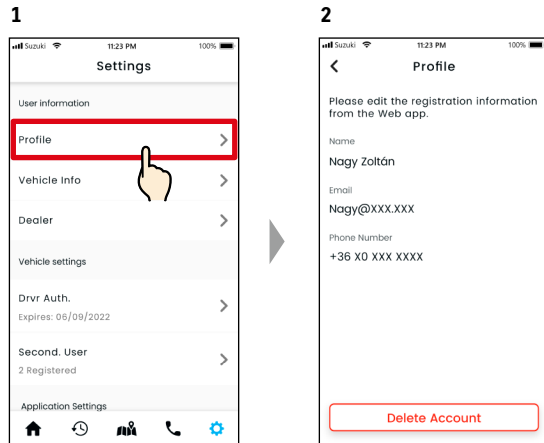 1
Suzuki 11:23 PM 100%
Settings
User information
Profile
Vehicle Info
Dealer
Vehicle settings
Drvr Auth.
Expires: 06/09/2022
Second. User
2 Registered
Application Settings
2
Suzuki 11:23 PM 100%
Profile
Please edit the registration information
from the Web app.
Name
Nagy Zoltán
Email
Nagy@XXX.XXX
Phone Number
+36 X0 XXX XXXX
Delete Account